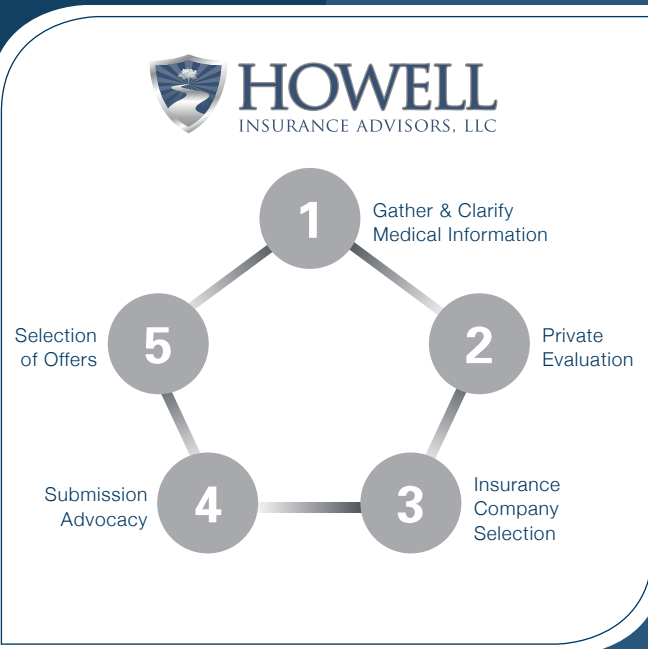 HOWELL
INSURANCE ADVISORS, LLC
1
Gather & Clarify
Medical Information
2
Private
Evaluation
3
Insurance
Company
Selection
4
Submission
Advocacy
5
Selection
of Offers